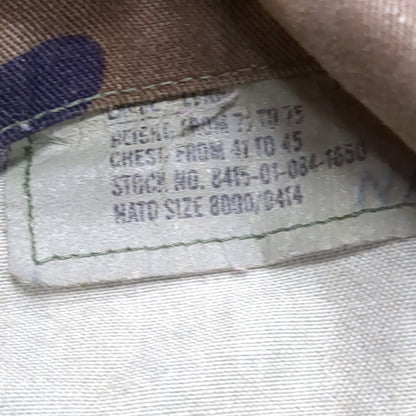 HEIGHT FROM 71 TO 75
CHEST FROM 41 TO 45
STOCK NO. 8415-01-084-1650
NATO SIZE 8000/0414